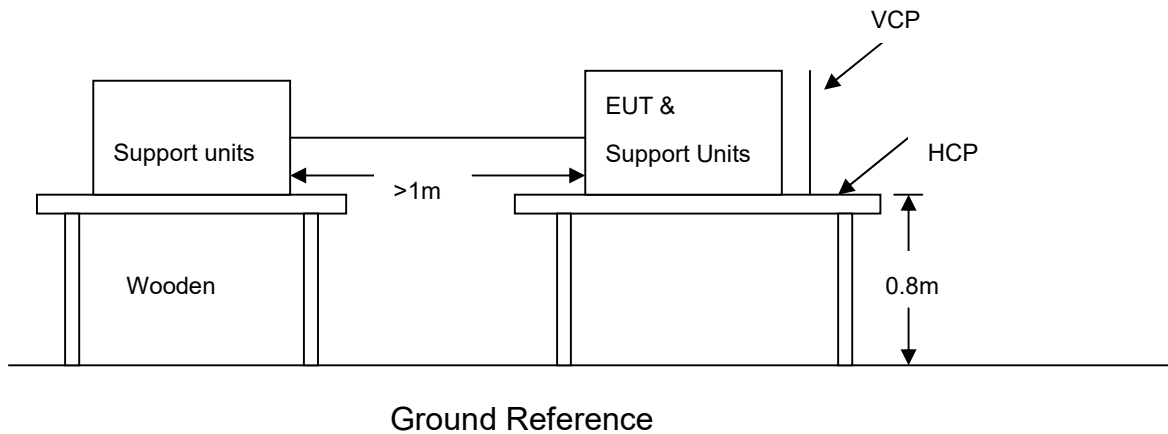 VCP
EUT &
Support Units
Support units
HCP
>1m
Wooden
0.8m
Ground Reference